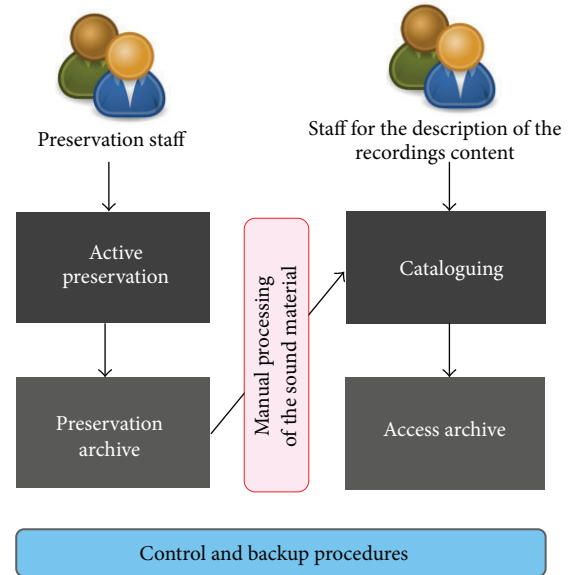 Preservation staff
Staff for the description of the
recordings content
Active
preservation
Cataloguing
Manual processing
of the sound material
Preservation
archive
Access archive
Control and backup procedures